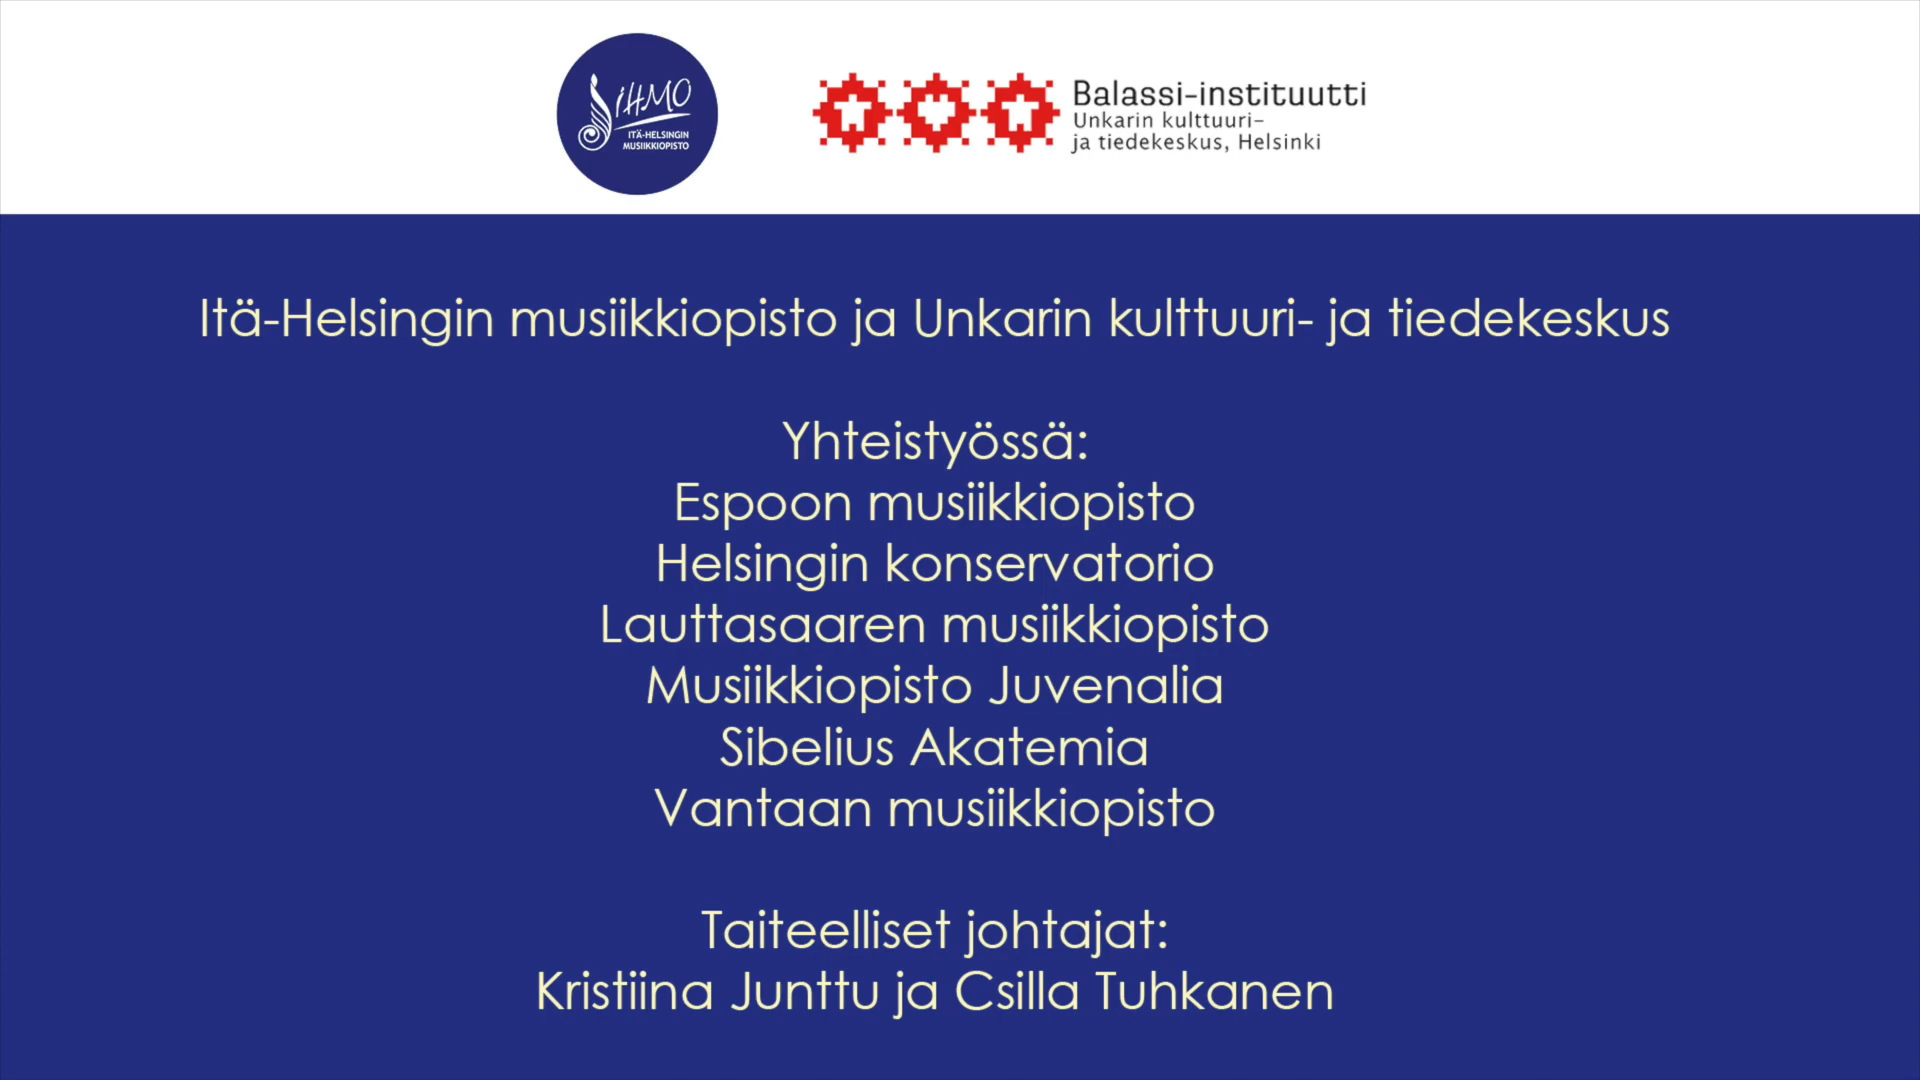 iHMO
ITÄ-HELSINGIN
MUSIIKKIOPISTO
Balassi-instituutti
Unkarin kulttuuri-
ja tiedekeskus, Helsinki
Itä-Helsingin musiikkiopisto ja Unkarin kulttuuri- ja tiedekeskus
Yhteistyössä:
Espoon musiikkiopisto
Helsingin konservatorio
Lauttasaaren musiikkiopisto
Musiikkiopisto Juvenalia
Sibelius Akatemia
Vantaan musiikkiopisto
Taiteelliset johtajat:
Kristiina Junttu ja Csilla Tuhkanen